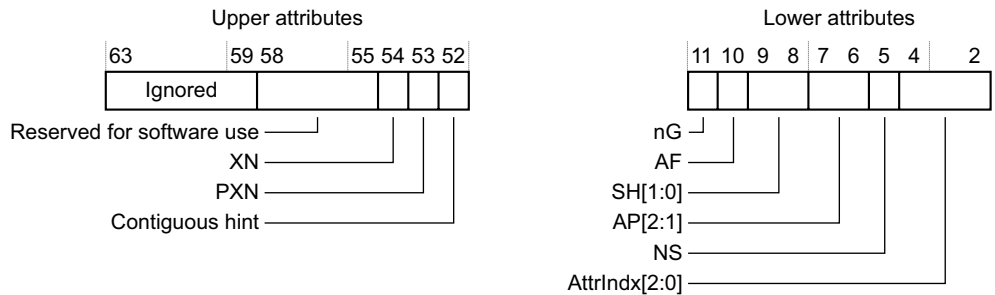 Upper attributes
63 59 58 55 54 53 52
Ignored
Reserved for software use
XN
PXN
Contiguous hint
Lower attributes
11 10 9 8 7 6 5 4 2
nG
AF
SH[1:0]
AP[2:1]
NS
AttrIndx[2:0]